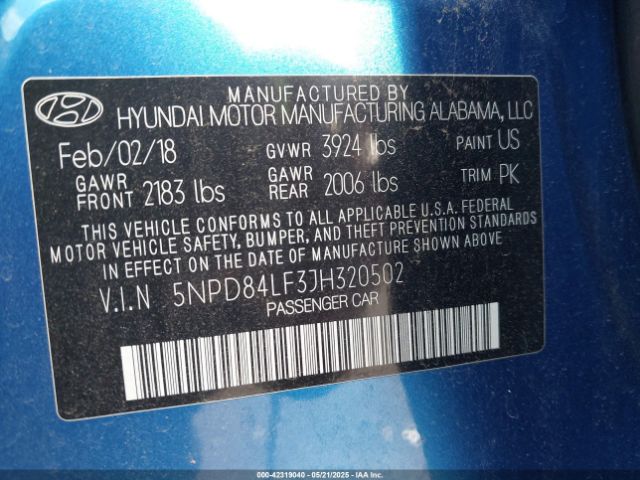 MANUFACTURED BY
HYUNDAI MOTOR MANUFACTURING ALABAMA, LLC
Feb/02/18 GVWR 3924 lbs PAINT US
GAWR FRONT 2183 lbs GAWR REAR 2006 lbs TRIM PK
THIS VEHICLE CONFORMS TO ALL APPLICABLE U.S.A. FEDERAL
MOTOR VEHICLE SAFETY, BUMPER, AND THEFT PREVENTION STANDARDS
IN EFFECT ON THE DATE OF MANUFACTURE SHOWN ABOVE.
V.I.N 5NPD84LF3JH320502
PASSENGER CAR
000-42319040 - 05/21/2025 - IAAI.COM